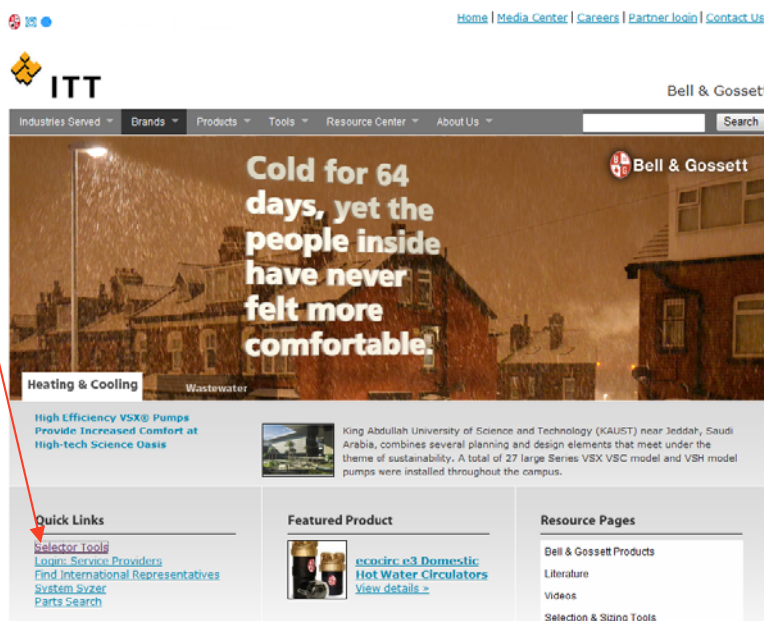 Home | Media Center | Careers | Partner login | Contact Us
ITT
Bell & Gossett
Industries Served Brands Products Tools Resource Center About Us Search
Bell & Gossett
Cold for 64
days, yet the
people inside
have never
felt more
comfortable.
Heating & Cooling Wastewater
High Efficiency VSX® Pumps
Provide Increased Comfort at
High-tech Science Oasis
King Abdullah University of Science and Technology (KAUST) near Jeddah, Saudi
Arabia, combines several planning and design elements that meet under the
theme of sustainability. A total of 27 large Series VSX VSC model and VSH model
pumps were installed throughout the campus.
Quick Links
Selector Tools
Login: Service Providers
Find International Representatives
System Syzer
Parts Search
Featured Product
ecocirc e3 Domestic
Hot Water Circulators
View details »
Resource Pages
Bell & Gossett Products
Literature
Videos
Selection & Sizing Tools